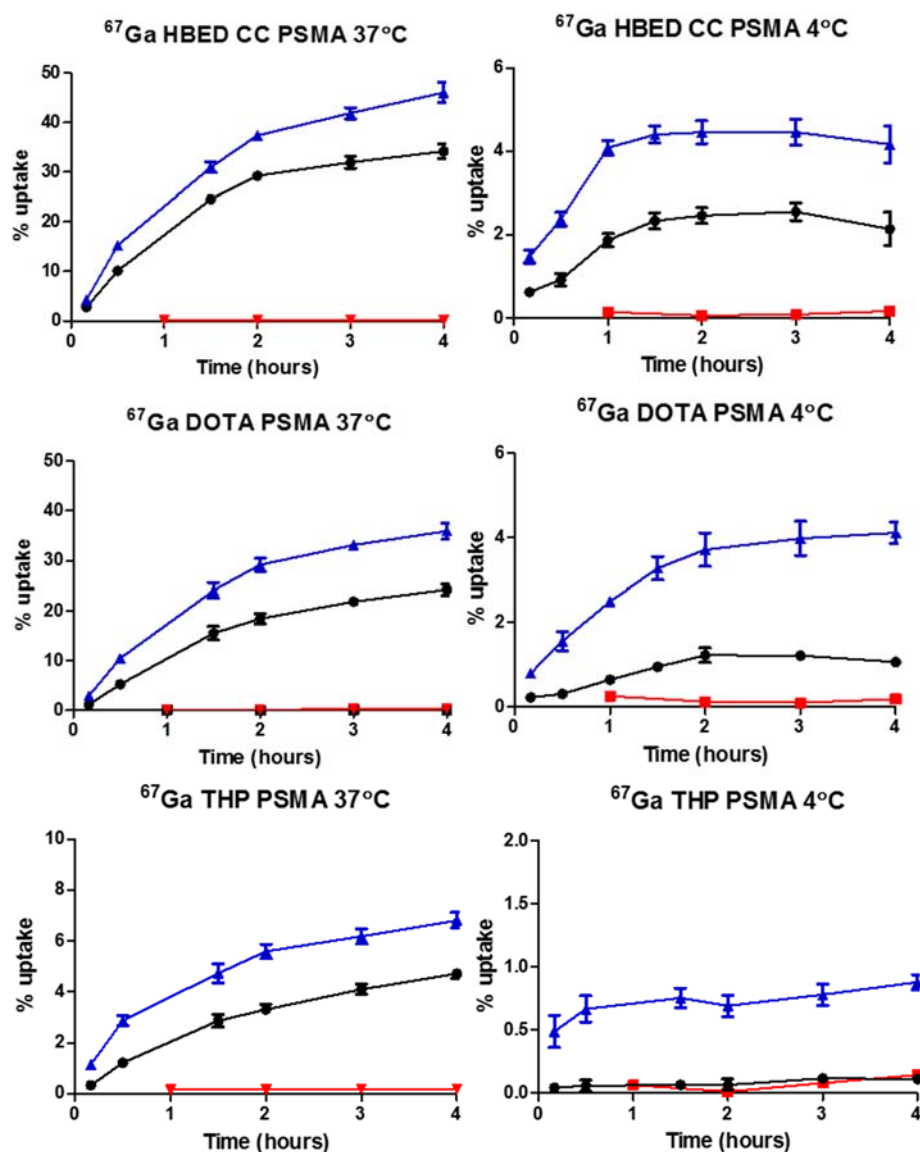 ⁶⁷Ga HBED CC PSMA 37°C
50
40
30
20
10
0
% uptake
0 1 2 3 4
Time (hours)
⁶⁷Ga HBED CC PSMA 4°C
6
4
2
0
% uptake
0 1 2 3 4
Time (hours)
⁶⁷Ga DOTA PSMA 37°C
50
40
30
20
10
0
% uptake
0 1 2 3 4
Time (hours)
⁶⁷Ga DOTA PSMA 4°C
6
4
2
0
% uptake
0 1 2 3 4
Time (hours)
⁶⁷Ga THP PSMA 37°C
10
8
6
4
2
0
% uptake
0 1 2 3 4
Time (hours)
⁶⁷Ga THP PSMA 4°C
2.0
1.5
1.0
0.5
0.0
% uptake
0 1 2 3 4
Time (hours)